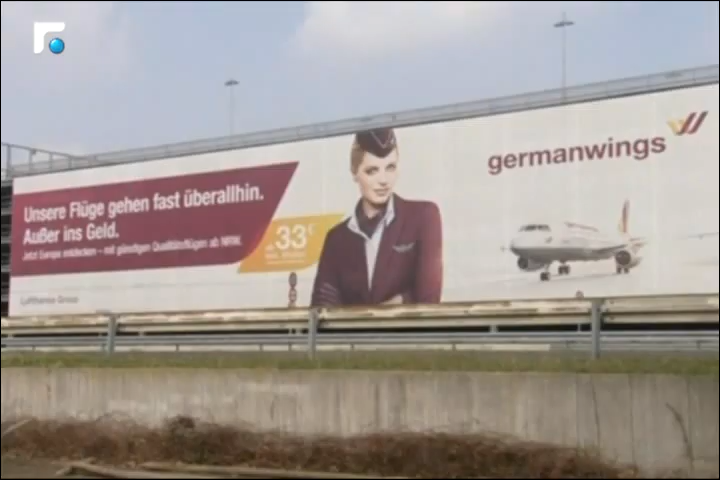 Unsere Flüge gehen fast überallhin.
Außer ins Geld.
Jetzt Europa entdecken – mit günstigen Qualitätsflügen ab NRW.
33€
germanwings
Lufthansa Group